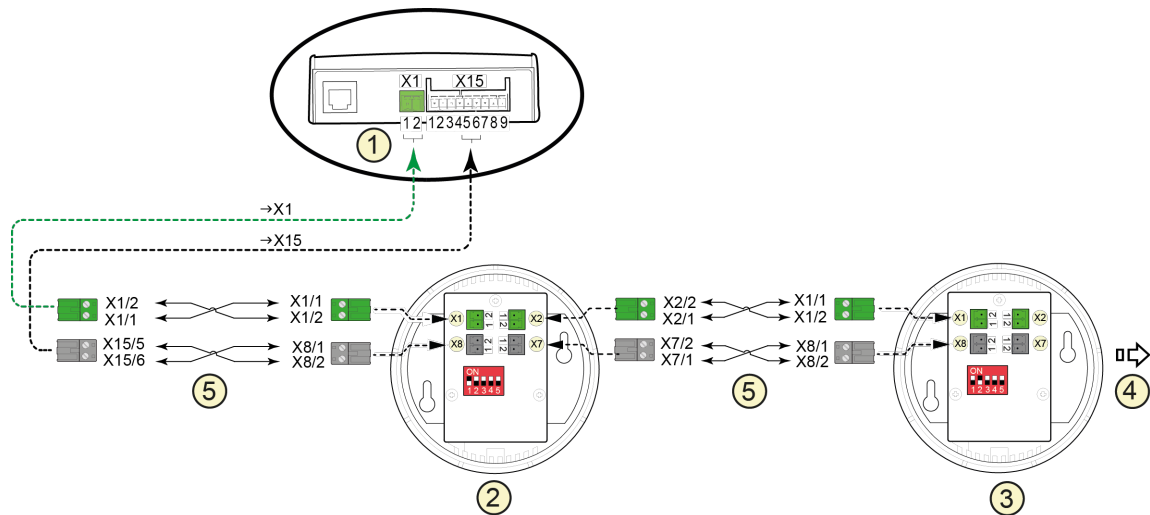 X1 X15
1 2 1 2 3 4 5 6 7 8 9
1
→X1
→X15
X1/2 X1/1
X1/1 X1/2
X15/5 X8/1
X15/6 X8/2
5
X1 1 2 1 2 X2
X8 1 2 1 2 X7
ON
1 2 3 4 5
2
X2/2 X1/1
X2/1 X1/2
X7/2 X8/1
X7/1 X8/2
5
X1 1 2 1 2 X2
X8 1 2 1 2 X7
ON
1 2 3 4 5
3
4